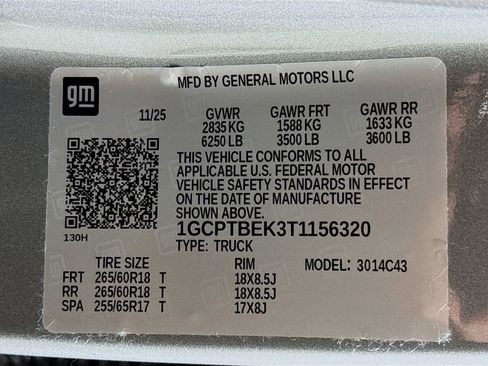 gm
MFD BY GENERAL MOTORS LLC
11/25 GVWR GAWR FRT GAWR RR
2835 KG 1588 KG 1633 KG
6250 LB 3500 LB 3600 LB
THIS VEHICLE CONFORMS TO ALL
APPLICABLE U.S. FEDERAL MOTOR
VEHICLE SAFETY STANDARDS IN EFFECT
ON THE DATE OF MANUFACTURE
SHOWN ABOVE.
130H
1GCPTBEK3T1156320
TYPE: TRUCK
TIRE SIZE RIM MODEL: 3014C43
FRT 265/60R18 T 18X8.5J
RR 265/60R18 T 18X8.5J
SPA 255/65R17 T 17X8J